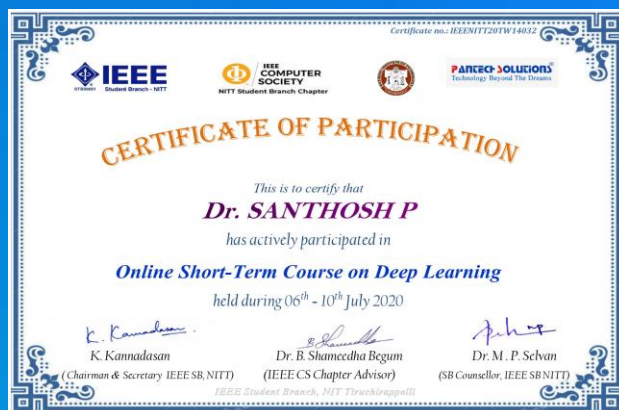 Certificate no.: IEEENITT20TW14032
IEEE
STB09601
Student Branch - NITT
IEEE
COMPUTER
SOCIETY
NITT Student Branch Chapter
PANTECH SOLUTIONS
Technology Beyond The Dreams
CERTIFICATE OF PARTICIPATION
This is to certify that
Dr. SANTHOSH P
has actively participated in
Online Short-Term Course on Deep Learning
held during 06th - 10th July 2020
K. Kannadasan
K. Kannadasan Dr. B. Shameedha Begum Dr. M . P. Selvan
( Chairman & Secretary IEEE SB, NITT) (IEEE CS Chapter Advisor) (SB Counsellor, IEEE SB NITT)
IEEE Student Branch, NIT Tiruchirappalli